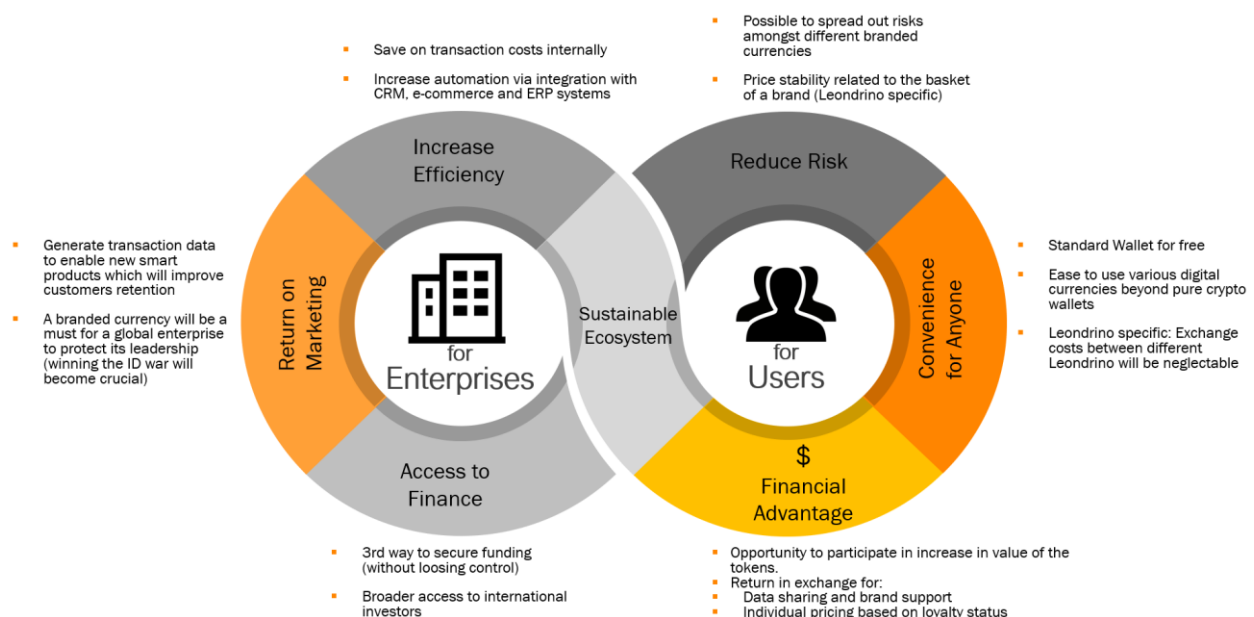 ▪ Save on transaction costs internally
▪ Increase automation via integration with
CRM, e-commerce and ERP systems
▪ Possible to spread out risks
amongst different branded
currencies
▪ Price stability related to the basket
of a brand (Leondrino specific)
Increase
Efficiency
Reduce Risk
▪ Generate transaction data
to enable new smart
products which will improve
customers retention
▪ A branded currency will be a
must for a global enterprise
to protect its leadership
(winning the ID war will
become crucial)
Return on
Marketing
for
Enterprises
Sustainable
Ecosystem
for
Users
Convenience
for Anyone
▪ Standard Wallet for free
▪ Ease to use various digital
currencies beyond pure crypto
wallets
▪ Leondrino specific: Exchange
costs between different
Leondrino will be neglectable
Access to
Finance
$
Financial
Advantage
▪ 3rd way to secure funding
(without loosing control)
▪ Broader access to international
investors
▪ Opportunity to participate in increase in value of the
tokens.
▪ Return in exchange for:
▪ Data sharing and brand support
▪ Individual pricing based on loyalty status